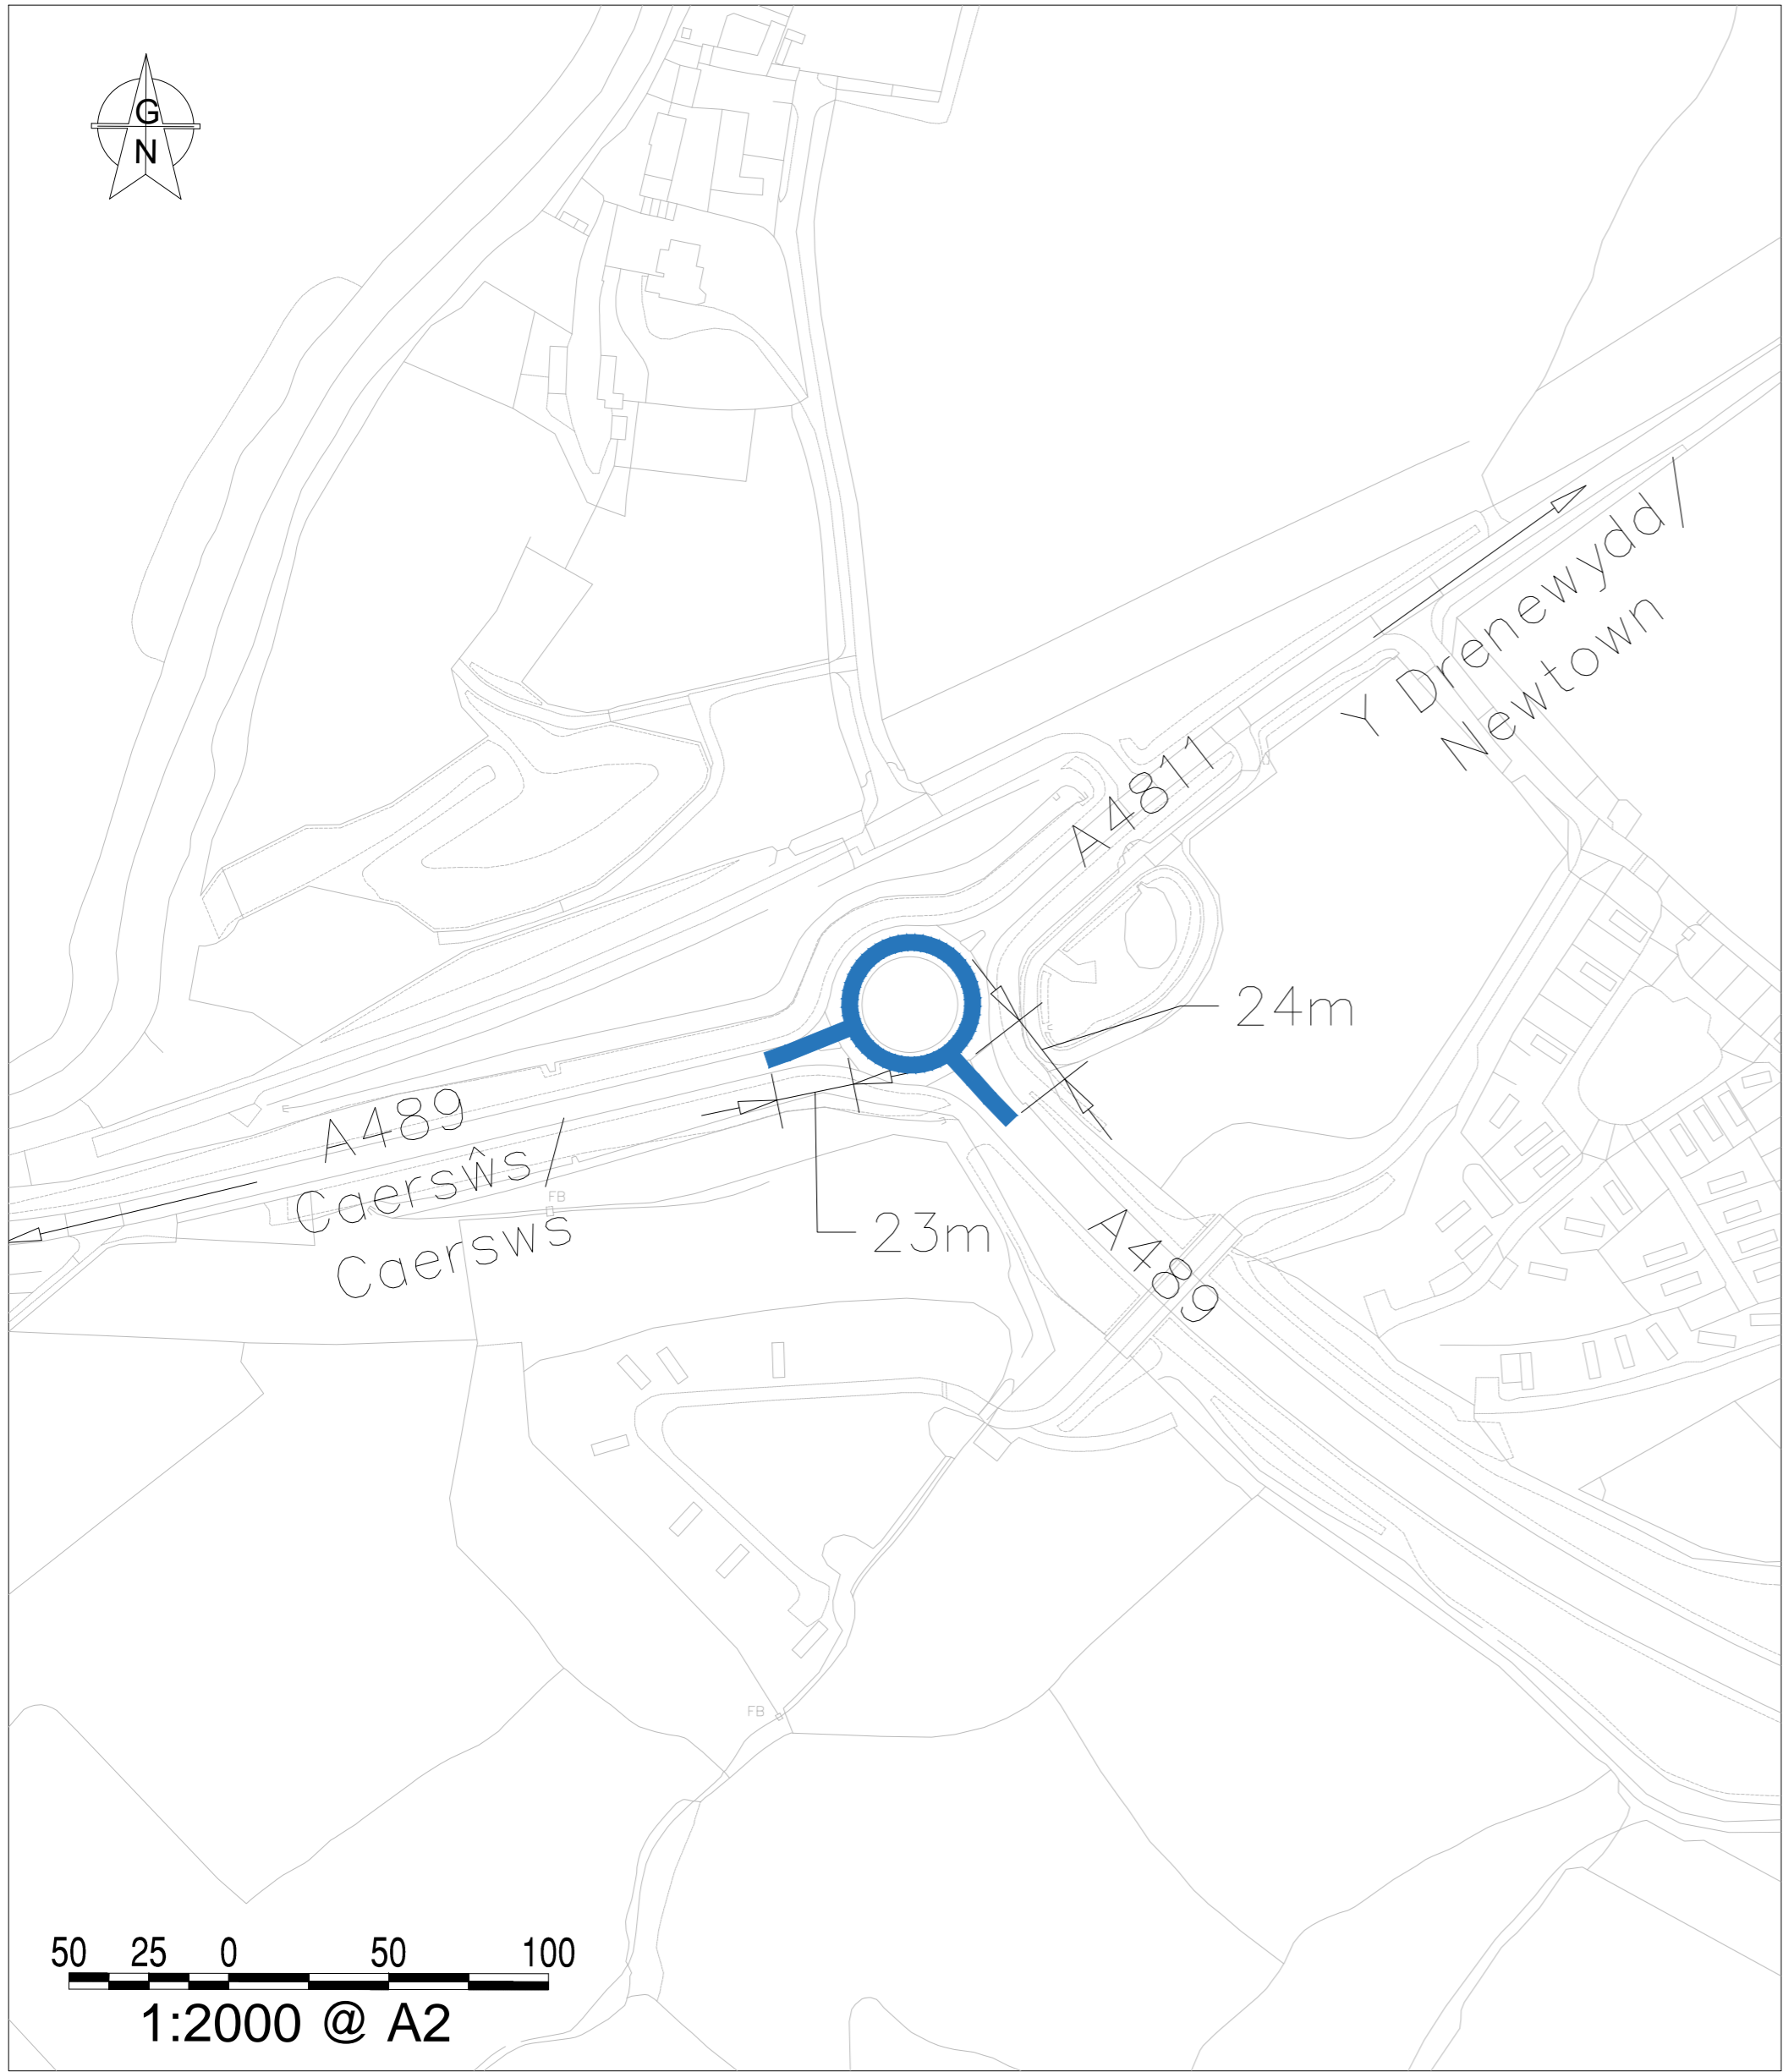 G
N
Y Drenewydd/
Newtown
A4811
24m
A489
Caersŵs/
Caersws
FB
23m
A489
FB
50 25 0 50 100
1:2000 @ A2